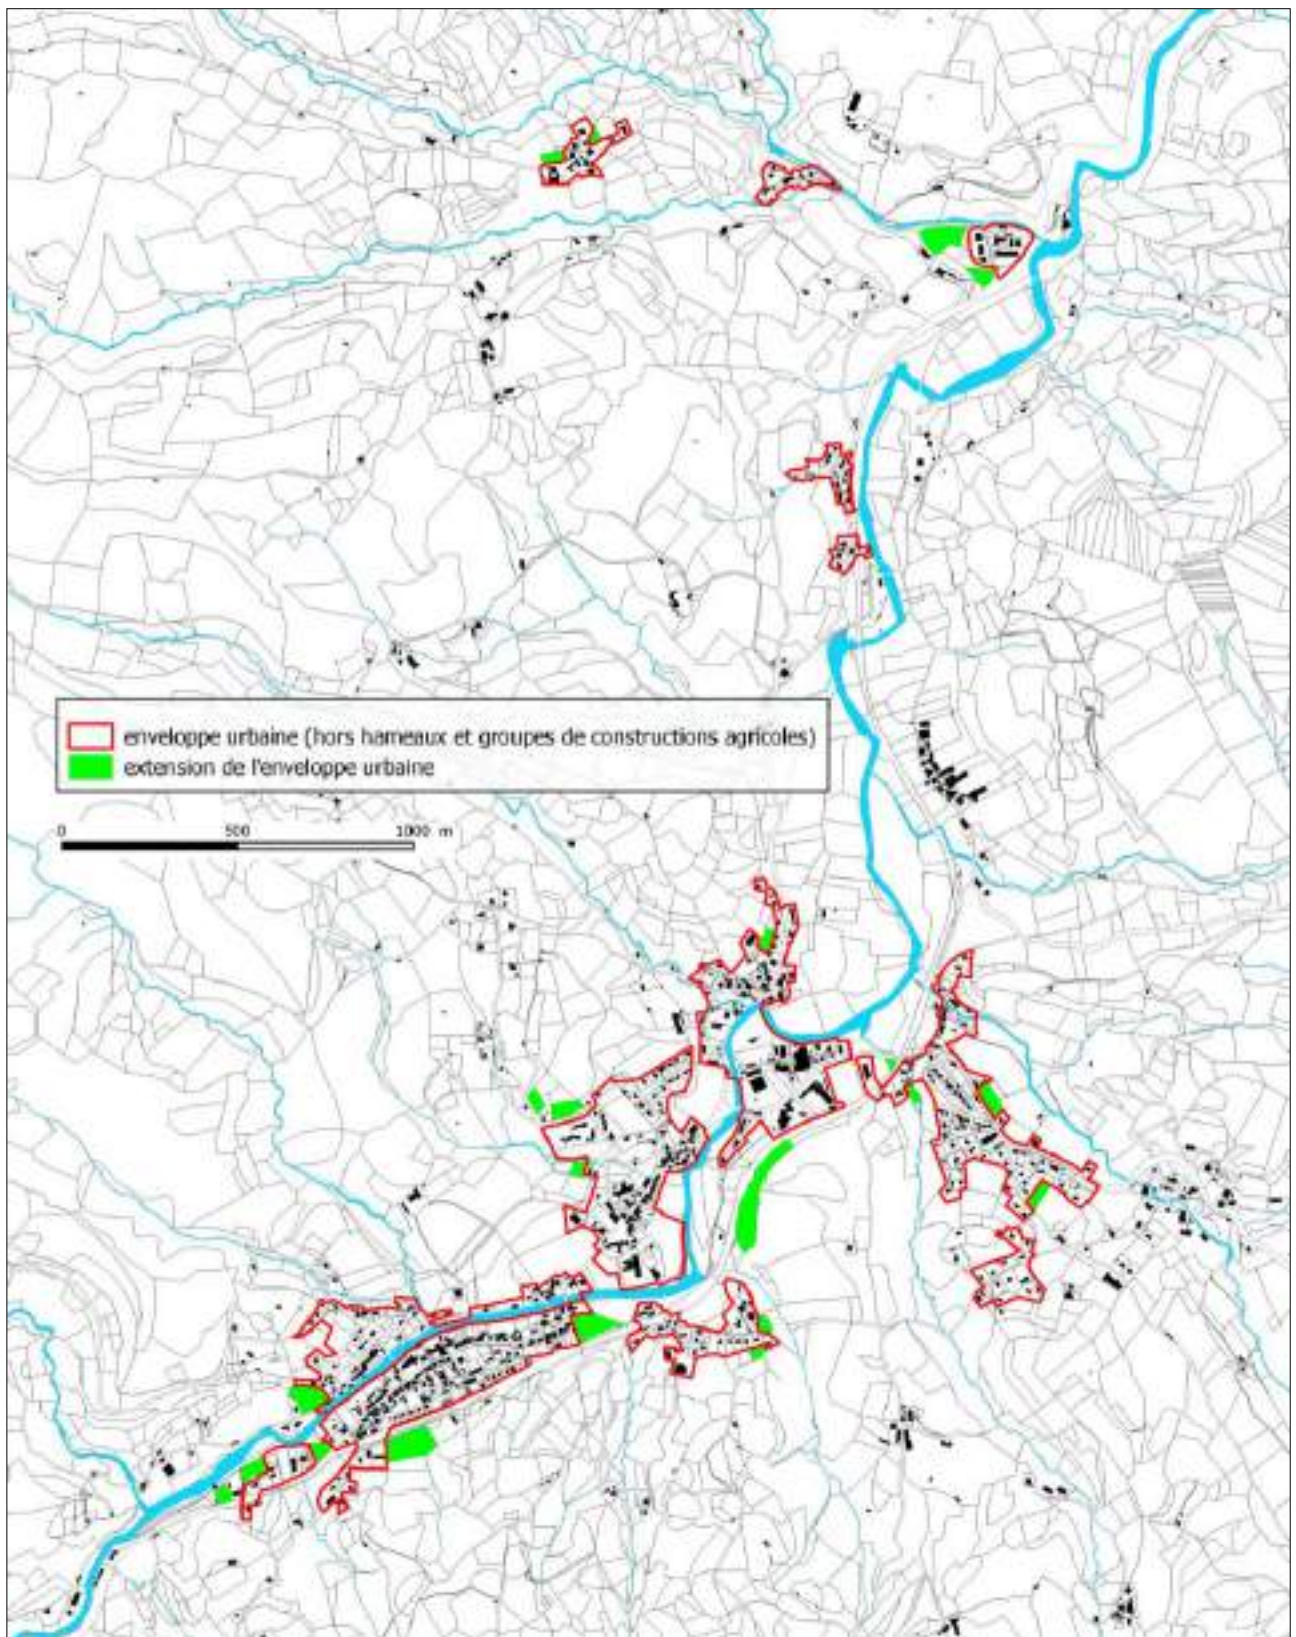 enveloppe urbaine (hors hameaux et groupes de constructions agricoles)
extension de l'enveloppe urbaine
0 500 1000 m